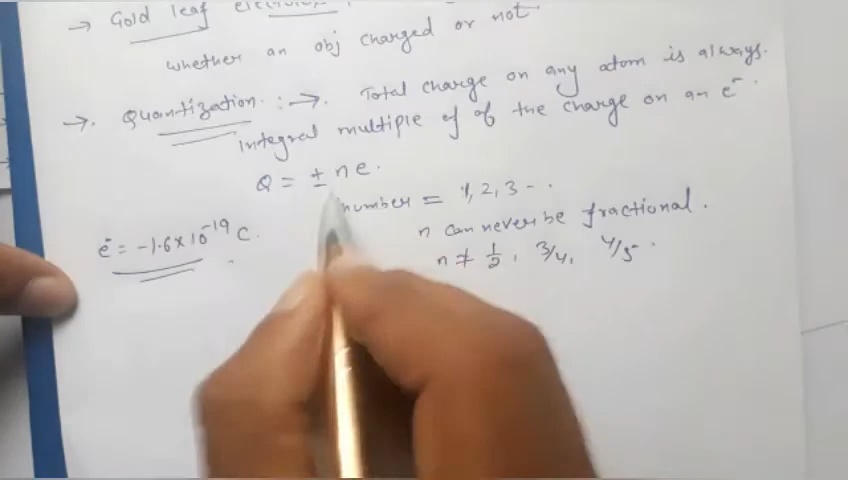 → Gold leaf
whether an obj charged or not
→. Quantization :→. Total charge on any atom is always
Integral multiple of of the charge on an e⁻.
Q = ± n e.
number = 1, 2, 3 - -
n can never be fractional.
e⁻ = -1.6 x 10⁻¹⁹ C.
n ≠ 1/2, 3/4, 4/5.